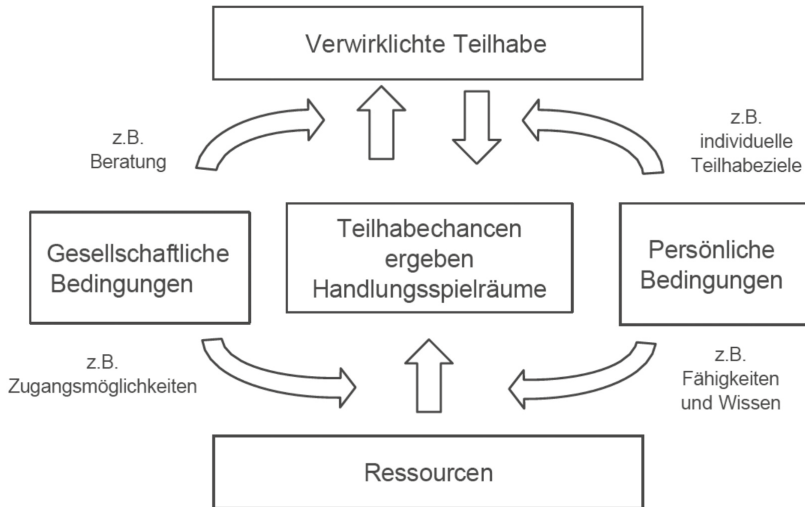 Verwirklichte Teilhabe
z.B.
Beratung
z.B.
individuelle
Teilhabeziele
Gesellschaftliche
Bedingungen
Teilhabechancen
ergeben
Handlungsspielräume
Persönliche
Bedingungen
z.B.
Zugangsmöglichkeiten
z.B.
Fähigkeiten
und Wissen
Ressourcen